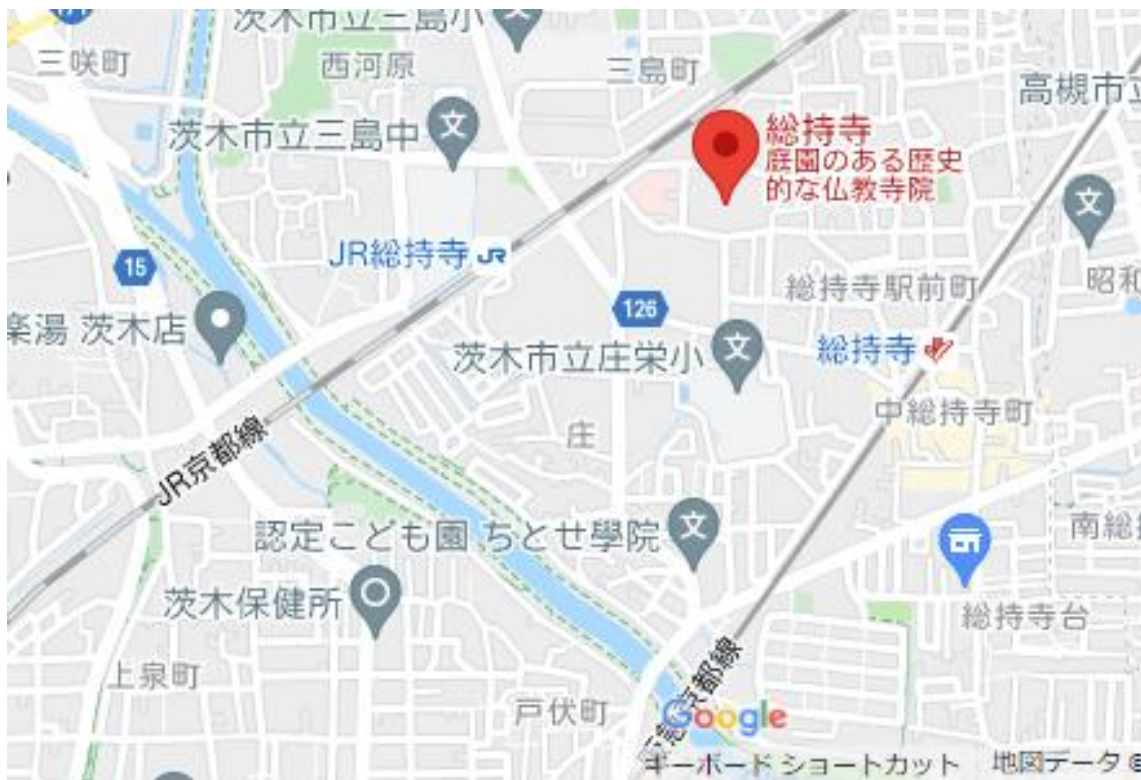 茨木市立三島小
三咲町
西河原
三島町
高槻市立
茨木市立三島中
総持寺
庭園のある歴史
的な仏教寺院
JR総持寺
15
総持寺駅前町
昭和
126
楽湯 茨木店
茨木市立庄栄小
総持寺
中総持寺町
庄
JR京都線
認定こども園 ちとせ學院
南総
茨木保健所
総持寺台
上泉町
戸伏町
京都線
Google
キーボード ショートカット
地図データ ©